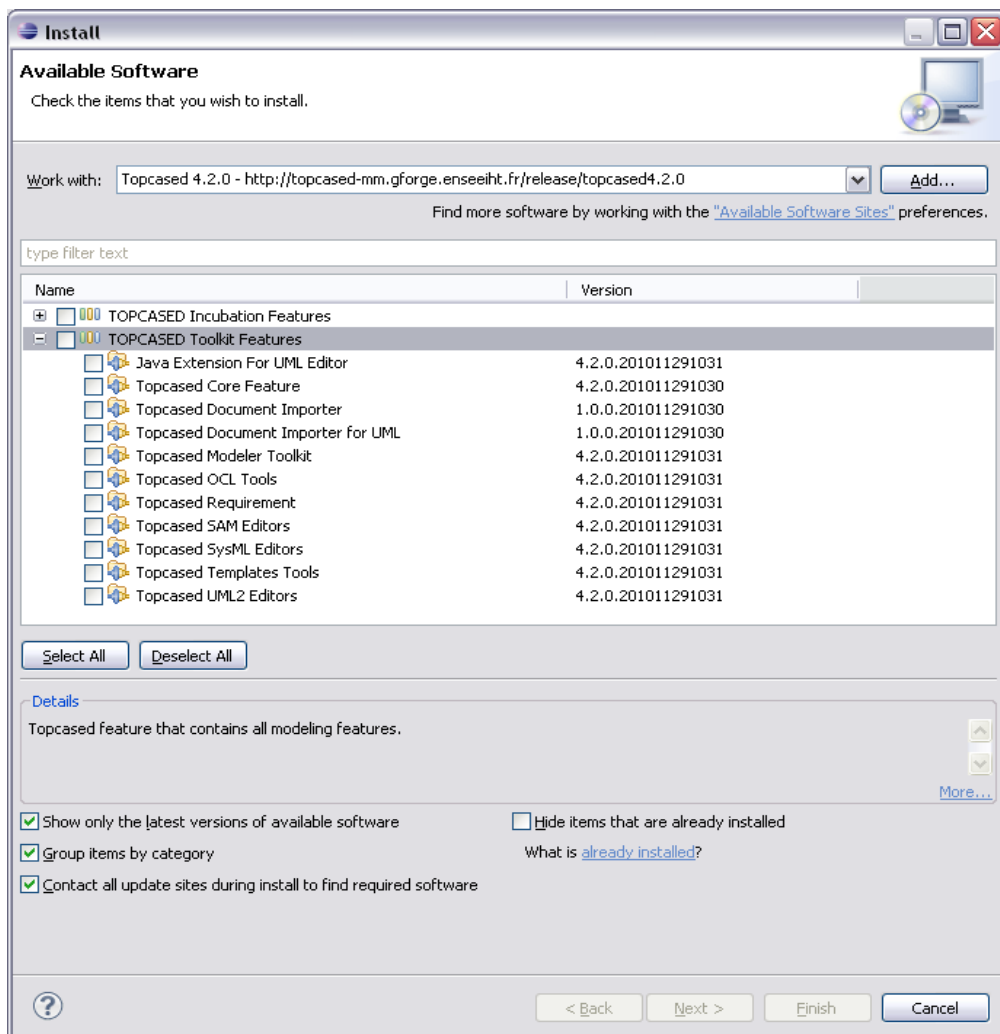 Install
Available Software
Check the items that you wish to install.
Work with: Topcased 4.2.0 - http://topcased-mm.gforge.enseeiht.fr/release/topcased4.2.0 Add...
Find more software by working with the "Available Software Sites" preferences.
type filter text
Name Version
TOPCASED Incubation Features
TOPCASED Toolkit Features
Java Extension For UML Editor 4.2.0.201011291031
Topcased Core Feature 4.2.0.201011291030
Topcased Document Importer 1.0.0.201011291030
Topcased Document Importer for UML 1.0.0.201011291030
Topcased Modeler Toolkit 4.2.0.201011291031
Topcased OCL Tools 4.2.0.201011291031
Topcased Requirement 4.2.0.201011291031
Topcased SAM Editors 4.2.0.201011291031
Topcased SysML Editors 4.2.0.201011291031
Topcased Templates Tools 4.2.0.201011291031
Topcased UML2 Editors 4.2.0.201011291031
Select All Deselect All
Details
Topcased feature that contains all modeling features.
More...
Show only the latest versions of available software Hide items that are already installed
Group items by category What is already installed?
Contact all update sites during install to find required software
? < Back Next > Finish Cancel